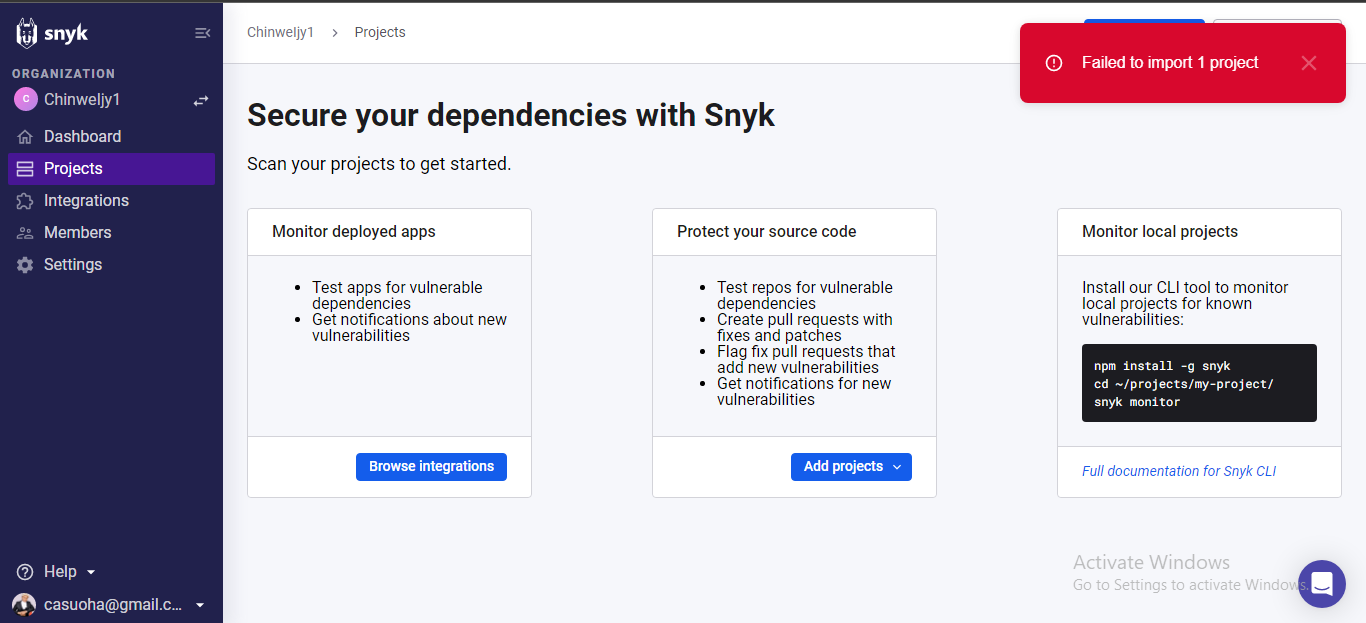 snyk
ORGANIZATION
C
Chinweljy1
Dashboard
Projects
Integrations
Members
Settings
Help
casuoha@gmail.c...
Chinweljy1 > Projects
Failed to import 1 project
Secure your dependencies with Snyk
Scan your projects to get started.
Monitor deployed apps
Test apps for vulnerable
dependencies
Get notifications about new
vulnerabilities
Browse integrations
Protect your source code
Test repos for vulnerable
dependencies
Create pull requests with
fixes and patches
Flag fix pull requests that
add new vulnerabilities
Get notifications for new
vulnerabilities
Add projects
Monitor local projects
Install our CLI tool to monitor
local projects for known
vulnerabilities:
npm install -g snyk
cd ~/projects/my-project/
snyk monitor
Full documentation for Snyk CLI
Activate Windows
Go to Settings to activate Windows.